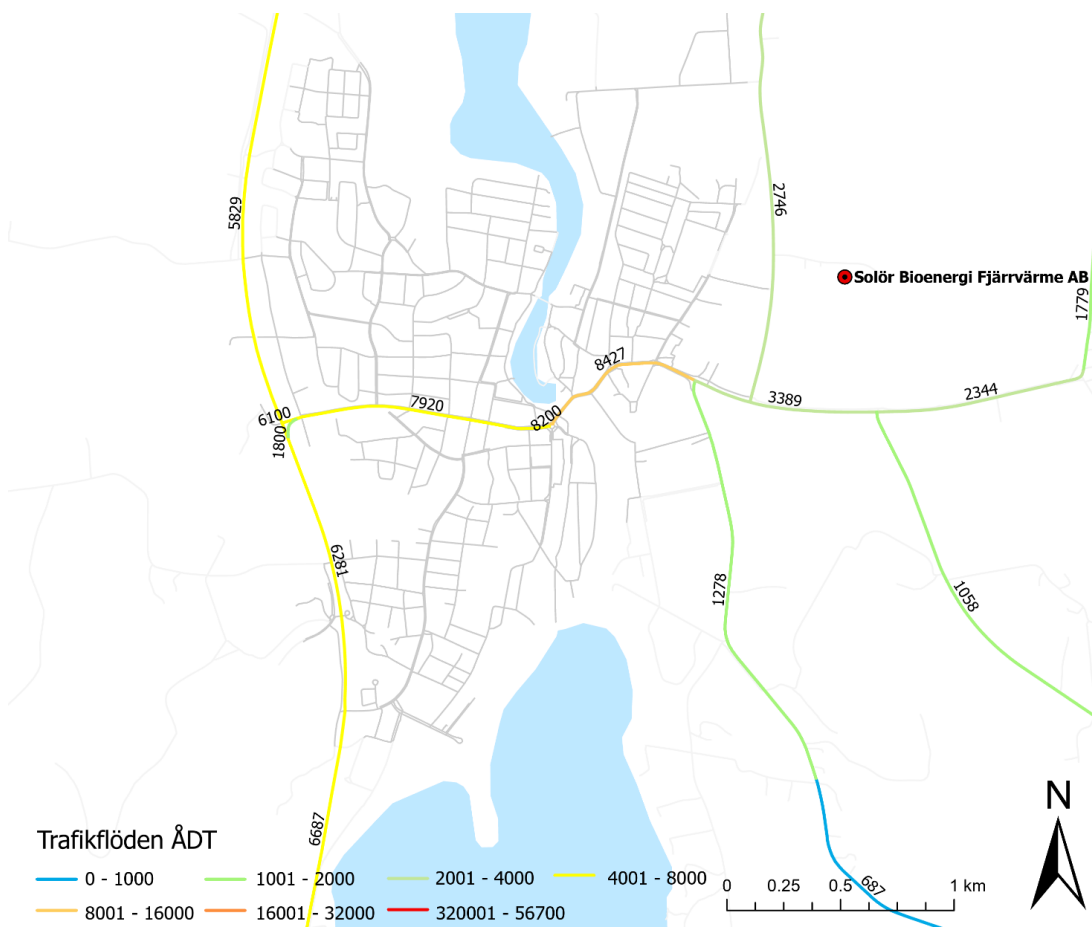 5829
2746
Solör Bioenergi Fjärrvärme AB
1779
8427
2344
3389
7920
6100
8200
1800
6281
1278
1058
6687
687
N
Trafikflöden ÅDT
0 - 1000
1001 - 2000
2001 - 4000
4001 - 8000
8001 - 16000
16001 - 32000
320001 - 56700
0 0.25 0.5 1 km